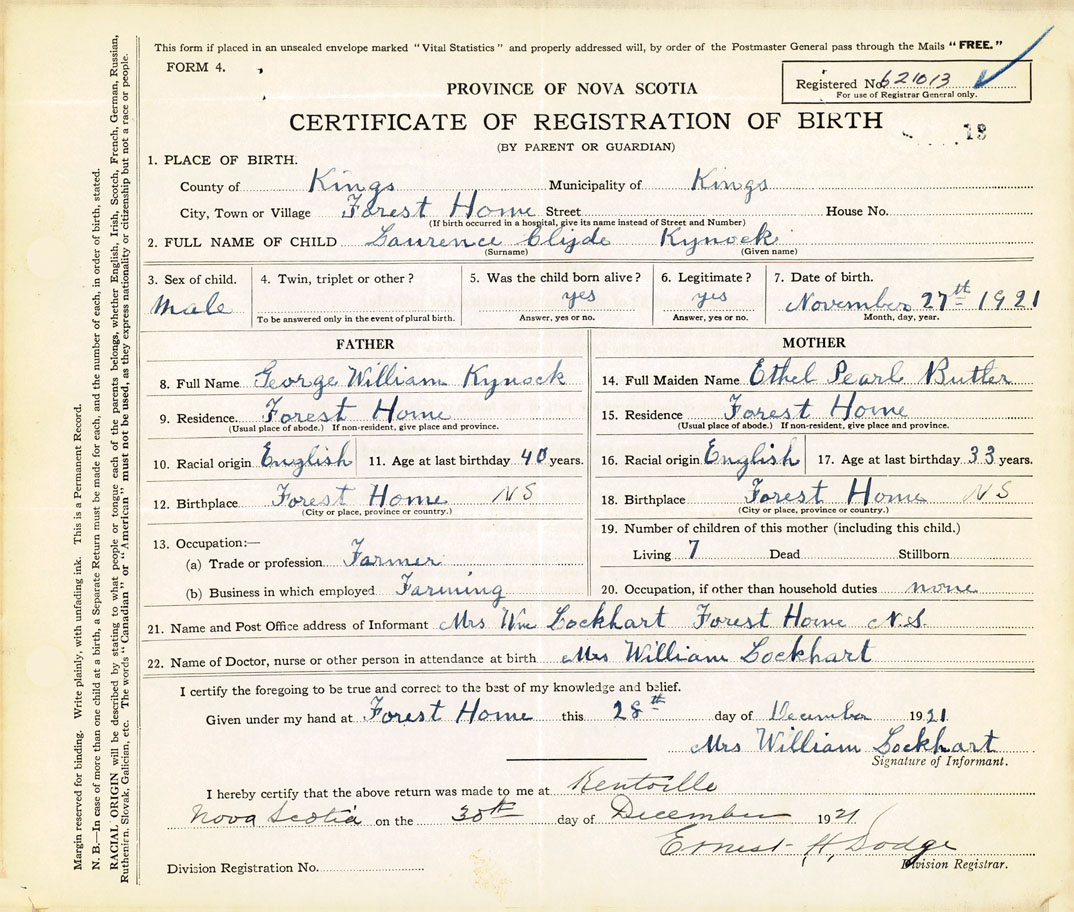 This form if placed in an unsealed envelope marked "Vital Statistics" and properly addressed will, by order of the Postmaster General pass through the Mails "FREE."
FORM 4.
Registered No. 621013
For use of Registrar General only.
PROVINCE OF NOVA SCOTIA
CERTIFICATE OF REGISTRATION OF BIRTH
13
(BY PARENT OR GUARDIAN)
1. PLACE OF BIRTH.
County of Kings Municipality of Kings
City, Town or Village Forest Home Street House No.
(If birth occurred in a hospital, give its name instead of Street and Number)
2. FULL NAME OF CHILD Laurence Clyde Kynock
(Surname) (Given name)
3. Sex of child. 4. Twin, triplet or other? 5. Was the child born alive? 6. Legitimate? 7. Date of birth.
Male yes yes November 27th 1921
To be answered only in the event of plural birth. Answer, yes or no. Answer, yes or no. Month, day, year.
FATHER
8. Full Name George William Kynock
9. Residence. Forest Home
(Usual place of abode.) If non-resident, give place and province.
10. Racial origin English 11. Age at last birthday 40 years.
12. Birthplace Forest Home NS
(City or place, province or country.)
13. Occupation:—
(a) Trade or profession Farmer
(b) Business in which employed Farming
MOTHER
14. Full Maiden Name Ethel Pearl Butler
15. Residence Forest Home
(Usual place of abode.) If non-resident, give place and province.
16. Racial origin English 17. Age at last birthday 33 years.
18. Birthplace Forest Home NS
(City or place, province or country.)
19. Number of children of this mother (including this child.)
Living 7 Dead Stillborn
20. Occupation, if other than household duties none
21. Name and Post Office address of Informant Mrs Wm Lockhart Forest Home N.S.
22. Name of Doctor, nurse or other person in attendance at birth Mrs William Lockhart
I certify the foregoing to be true and correct to the best of my knowledge and belief.
Given under my hand at Forest Home this 28th day of December 1921
Mrs William Lockhart
Signature of Informant.
I hereby certify that the above return was made to me at Kentville
Nova Scotia on the 30th day of December 1921
Ernest H. Dodge
Division Registrar.
Division Registration No.
Margin reserved for binding. Write plainly, with unfading ink. This is a Permanent Record.
N. B.—In case of more than one child at a birth, a Separate Return must be made for each, and the number of each, in order of birth, stated.
RACIAL ORIGIN will be described by stating to what people or tongue each of the parents belongs, whether English, Irish, Scotch, French, German, Russian,
Ruthenien, Slovak, Galician, etc. The words "Canadian" or "American" must not be used, as they express nationality or citizenship but not a race or people.